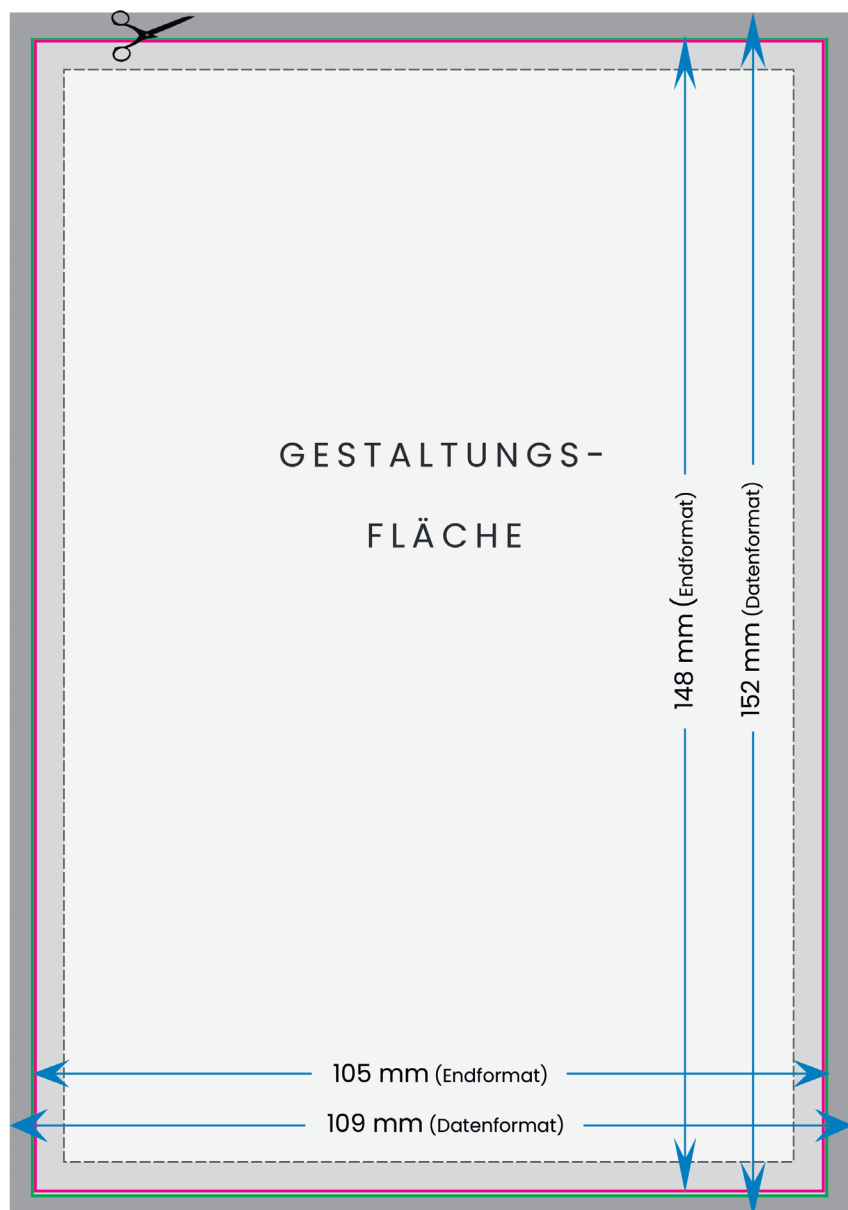 GESTALTUNGS-
FLÄCHE
148 mm (Endformat)
152 mm (Datenformat)
105 mm (Endformat)
109 mm (Datenformat)